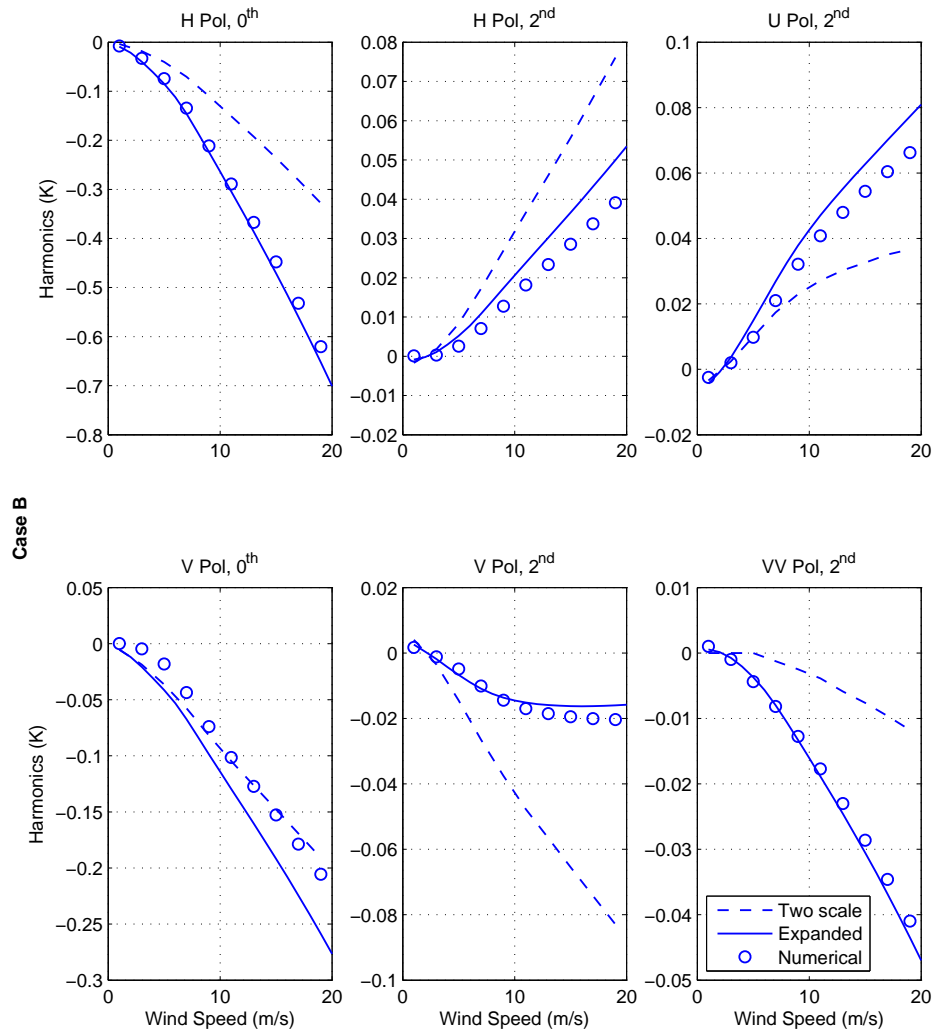 H Pol, 0th
H Pol, 2nd
U Pol, 2nd
0
−0.1
−0.2
−0.3
−0.4
−0.5
−0.6
−0.7
−0.8
Harmonics (K)
0 10 20
0.08
0.07
0.06
0.05
0.04
0.03
0.02
0.01
0
−0.01
−0.02
0 10 20
0.1
0.08
0.06
0.04
0.02
0
−0.02
0 10 20
Case B
V Pol, 0th
V Pol, 2nd
VV Pol, 2nd
0.05
0
−0.05
−0.1
−0.15
−0.2
−0.25
−0.3
Harmonics (K)
0 10 20
Wind Speed (m/s)
0.02
0
−0.02
−0.04
−0.06
−0.08
−0.1
0 10 20
Wind Speed (m/s)
0.01
0
−0.01
−0.02
−0.03
−0.04
−0.05
Two scale
Expanded
Numerical
0 10 20
Wind Speed (m/s)